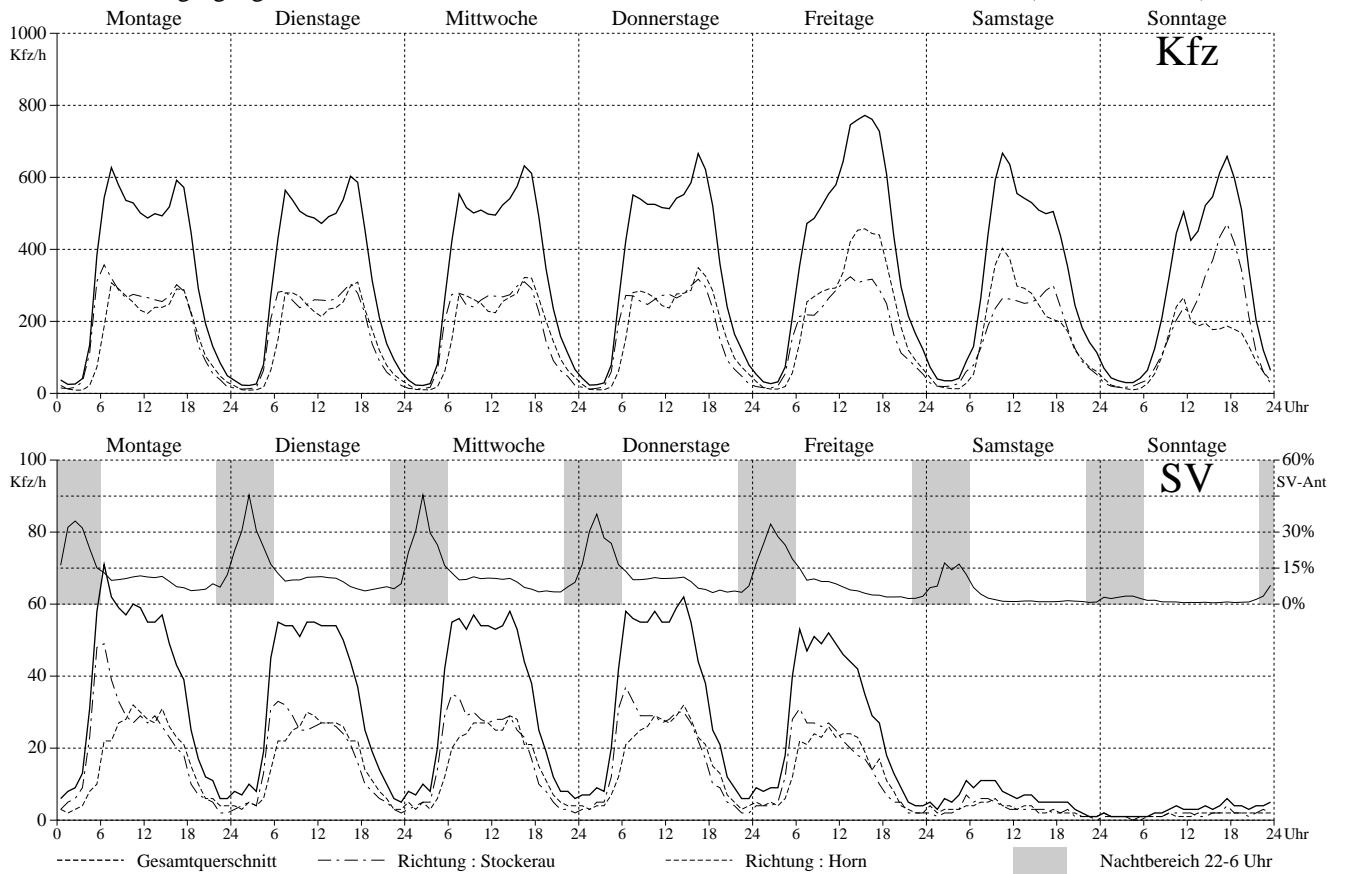 Montage Dienstage Mittwoche Donnerstage Freitage Samstage Sonntage
1000
Kfz/h
Kfz
800
600
400
200
0
0 6 12 18 24 6 12 18 24 6 12 18 24 6 12 18 24 6 12 18 24 6 12 18 24 6 12 18 24 Uhr
Montage Dienstage Mittwoche Donnerstage Freitage Samstage Sonntage
100 60%
Kfz/h SV SV-Ant
80 30%
15%
60 0%
40
20
0
0 6 12 18 24 6 12 18 24 6 12 18 24 6 12 18 24 6 12 18 24 6 12 18 24 6 12 18 24 Uhr
Gesamtquerschnitt Richtung : Stockerau Richtung : Horn Nachtbereich 22-6 Uhr